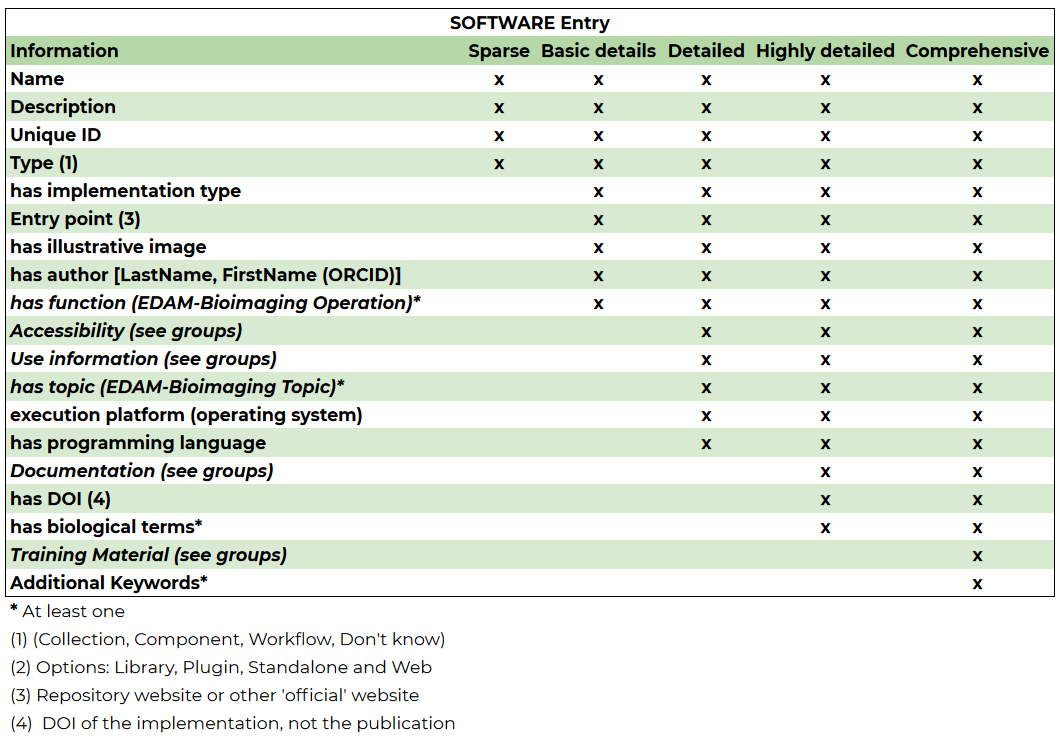 SOFTWARE Entry
Information Sparse Basic details Detailed Highly detailed Comprehensive
Name x x x x x
Description x x x x x
Unique ID x x x x x
Type (1) x x x x x
has implementation type x x x x
Entry point (3) x x x x
has illustrative image x x x x
has author [LastName, FirstName (ORCID)] x x x x
has function (EDAM-Bioimaging Operation)* x x x x
Accessibility (see groups) x x x
Use information (see groups) x x x
has topic (EDAM-Bioimaging Topic)* x x x
execution platform (operating system) x x x
has programming language x x x
Documentation (see groups) x x
has DOI (4) x x
has biological terms* x x
Training Material (see groups) x
Additional Keywords* x
* At least one
(1) (Collection, Component, Workflow, Don't know)
(2) Options: Library, Plugin, Standalone and Web
(3) Repository website or other 'official' website
(4) DOI of the implementation, not the publication